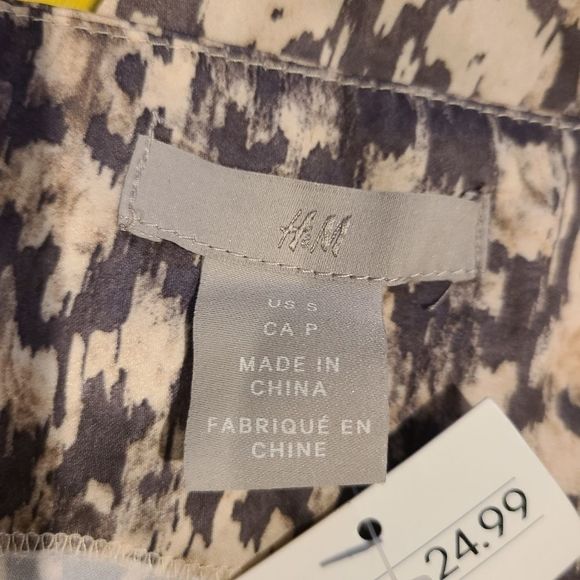 H&M
US S
CA P
MADE IN
CHINA
FABRIQUÉ EN
CHINE
24.99